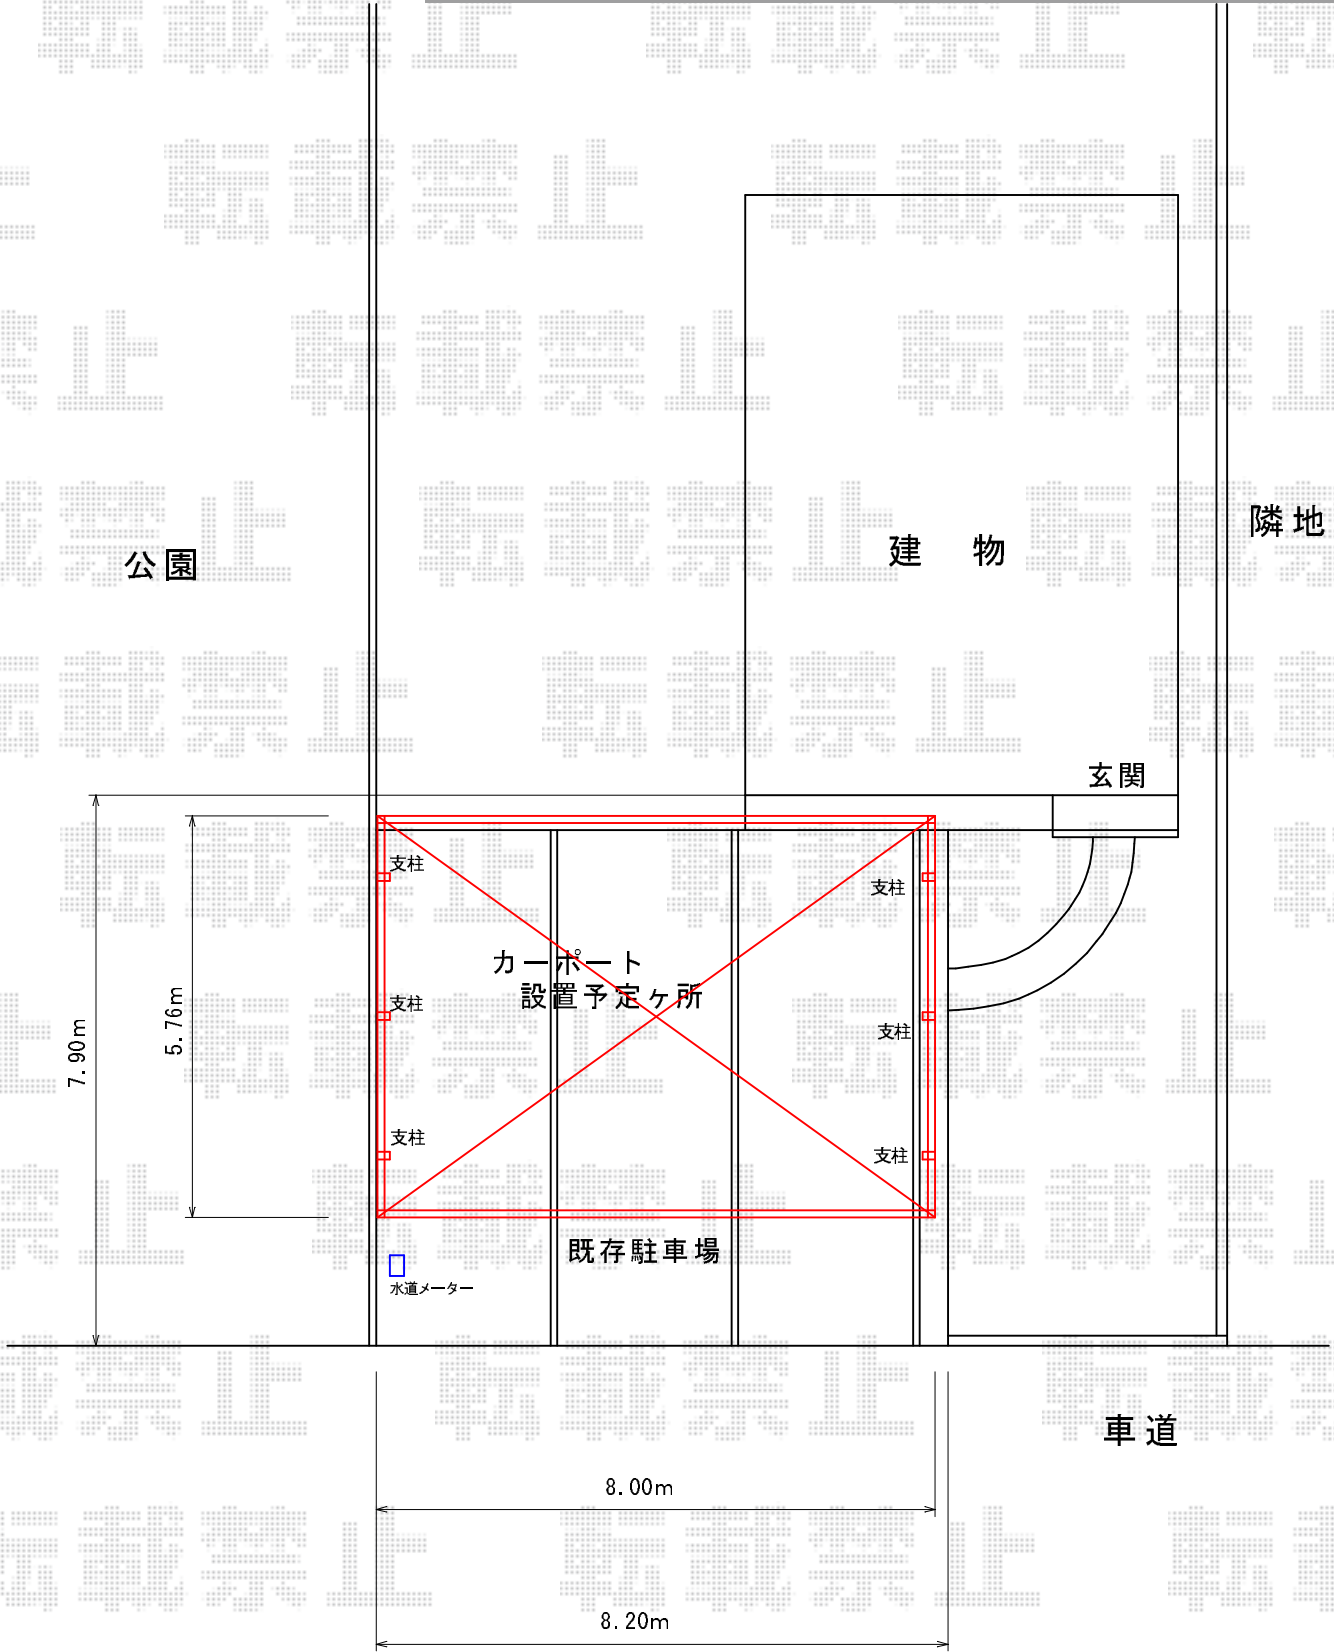 転載禁止
公園
建 物
隣地
玄関
支柱
支柱
カーポート
設置予定ヶ所
支柱
支柱
支柱
支柱
7.90m
5.76m
既存駐車場
水道メーター
車道
8.00m
8.20m